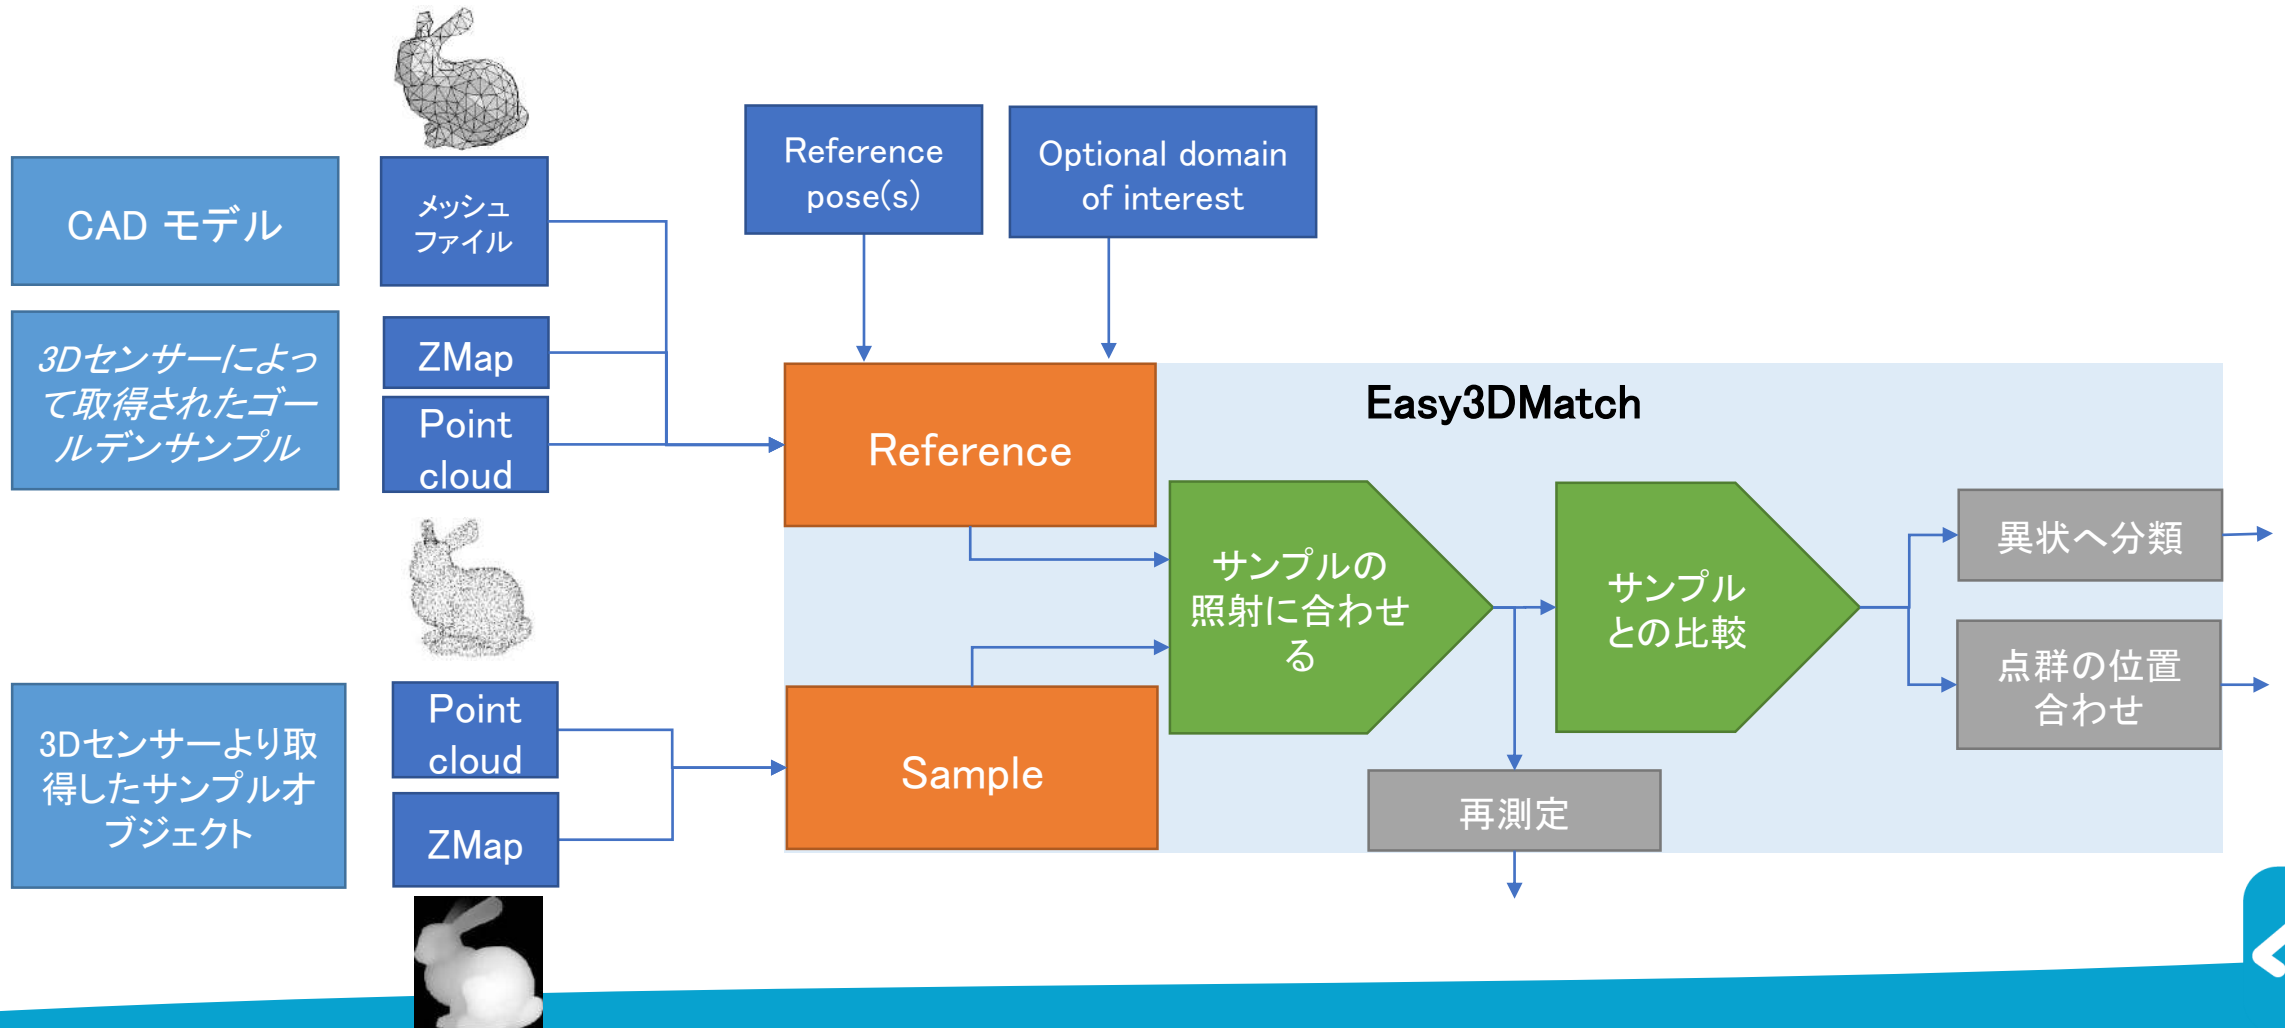 CAD モデル
メッシュ
ファイル
Reference
pose(s)
Optional domain
of interest
3Dセンサーによっ
て取得されたゴー
ルデンサンプル
ZMap
Point
cloud
Reference
Easy3DMatch
サンプルの
照射に合わせ
る
サンプル
との比較
異状へ分類
点群の位置
合わせ
3Dセンサーより取
得したサンプルオ
ブジェクト
Point
cloud
ZMap
Sample
再測定